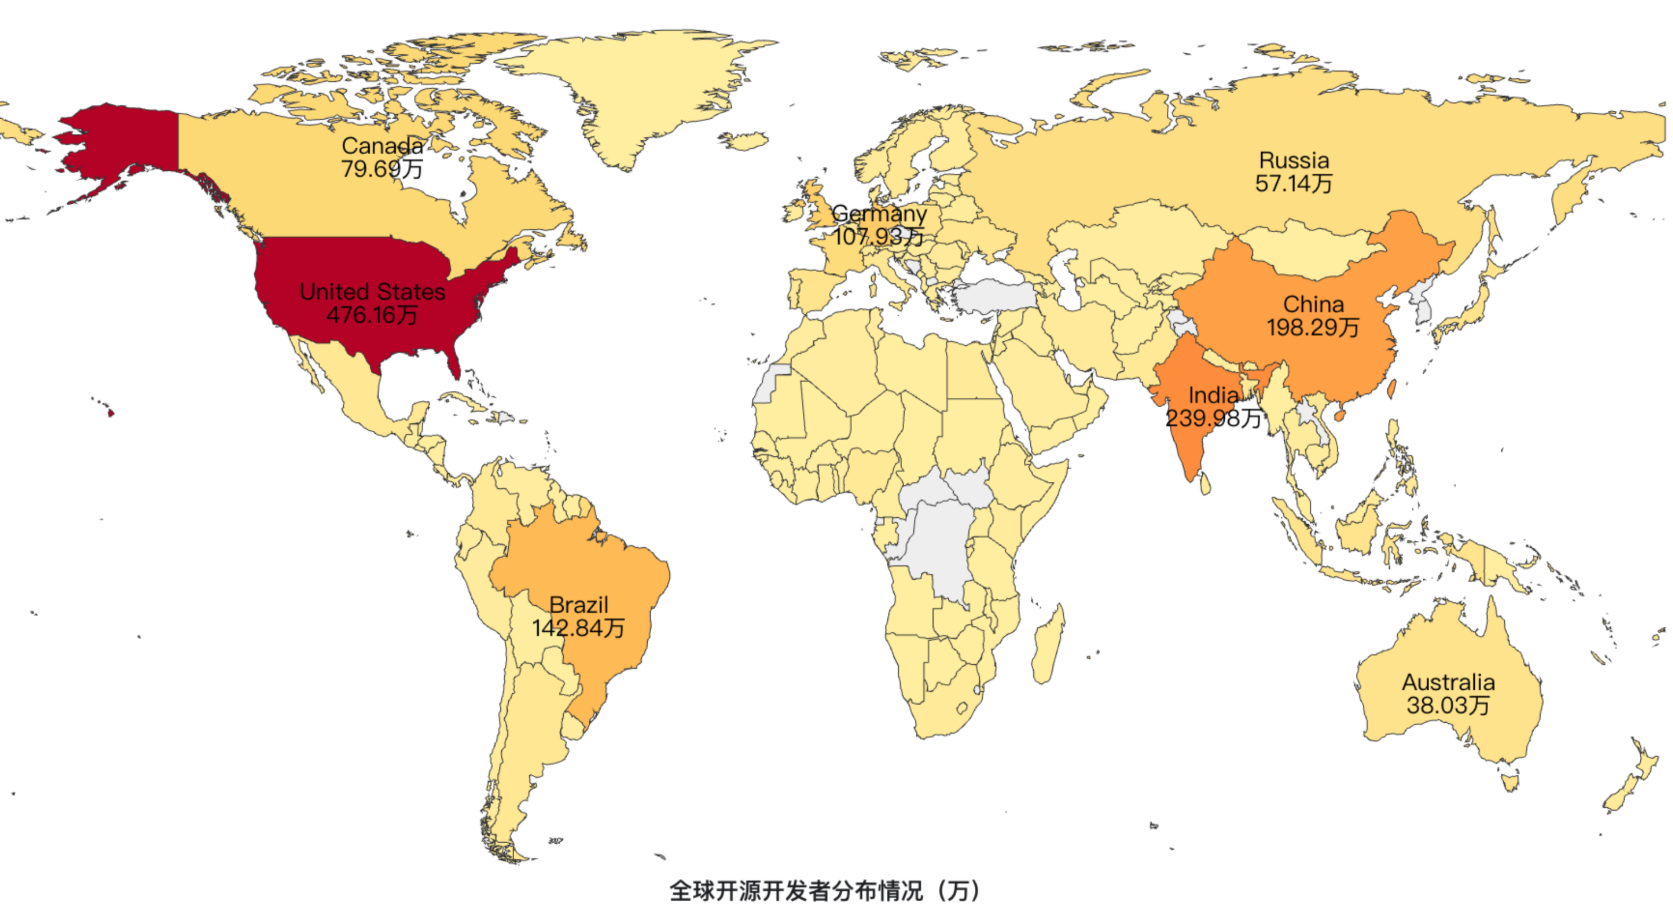 Canada
79.69万
Russia
57.14万
Germany
107.93万
United States
476.16万
China
198.29万
India
239.98万
Brazil
142.84万
Australia
38.03万
全球开源开发者分布情况（万）